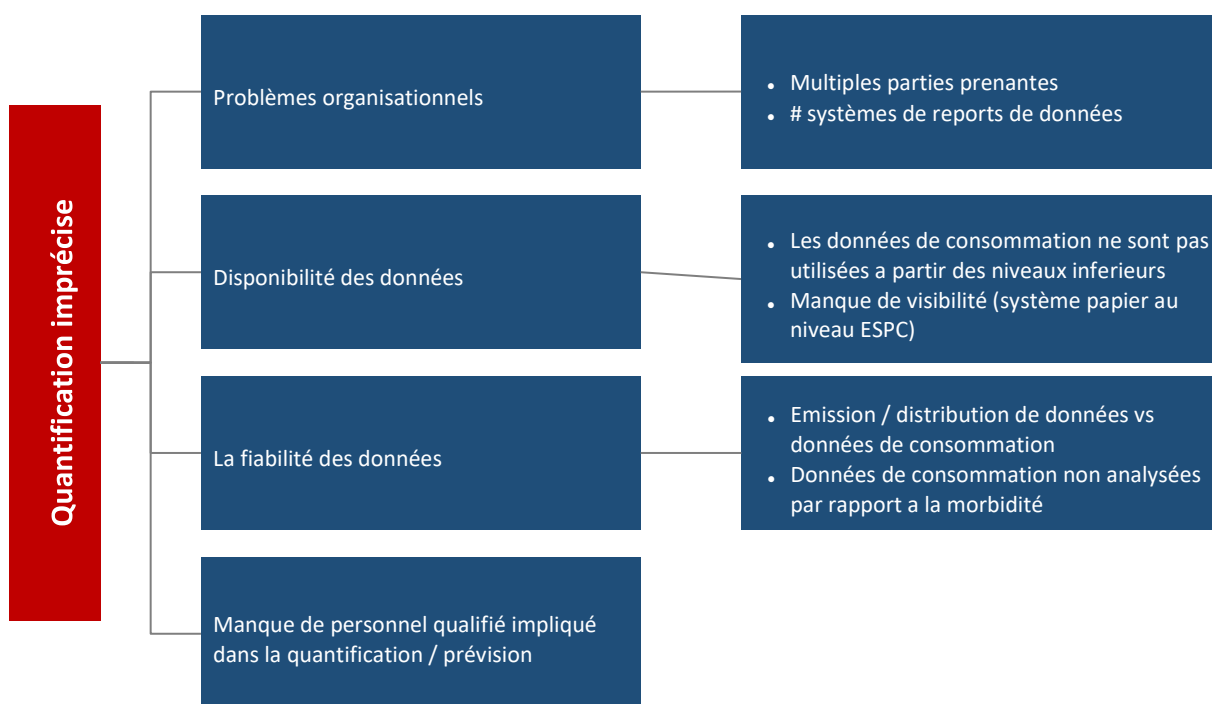 Quantification imprécise
Problèmes organisationnels
• Multiples parties prenantes
• # systèmes de reports de données
Disponibilité des données
• Les données de consommation ne sont pas
utilisées a partir des niveaux inferieurs
• Manque de visibilité (système papier au
niveau ESPC)
La fiabilité des données
• Emission / distribution de données vs
données de consommation
• Données de consommation non analysées
par rapport a la morbidité
Manque de personnel qualifié impliqué
dans la quantification / prévision